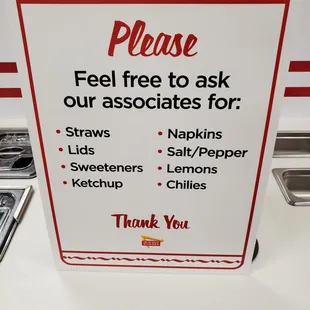 Please
Feel free to ask
our associates for:
• Straws
• Lids
• Sweeteners
• Ketchup
• Napkins
• Salt/Pepper
• Lemons
• Chilies
Thank You